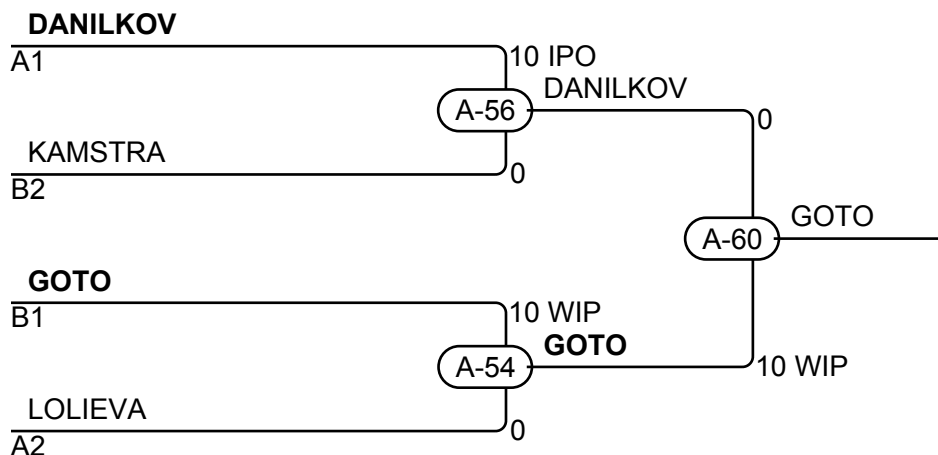 DANILKOV
A1
10 IPO
DANILKOV
A-56
0
KAMSTRA
0
B2
GOTO
A-60
GOTO
B1
10 WIP
GOTO
A-54
10 WIP
LOLIEVA
0
A2